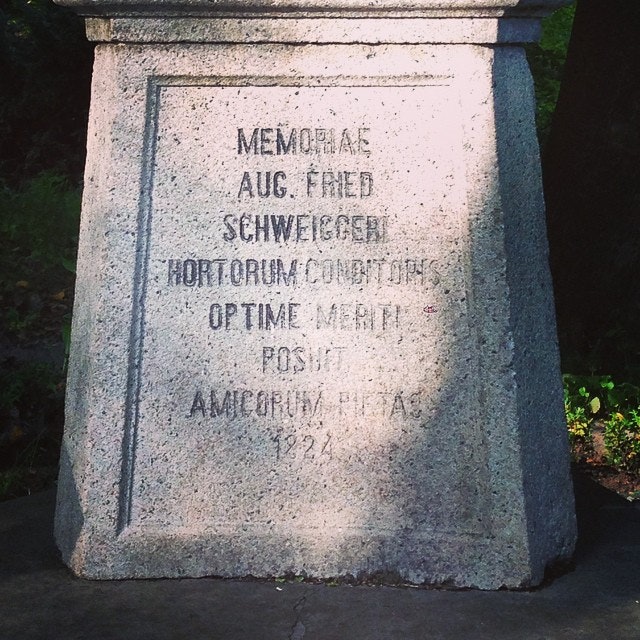 MEMORIAE
AUG. FRIED
SCHWEIGGERI
HORTORUM CONDITORIS
OPTIME MERITI
POSUIT
AMICORUM PIETAS
1824